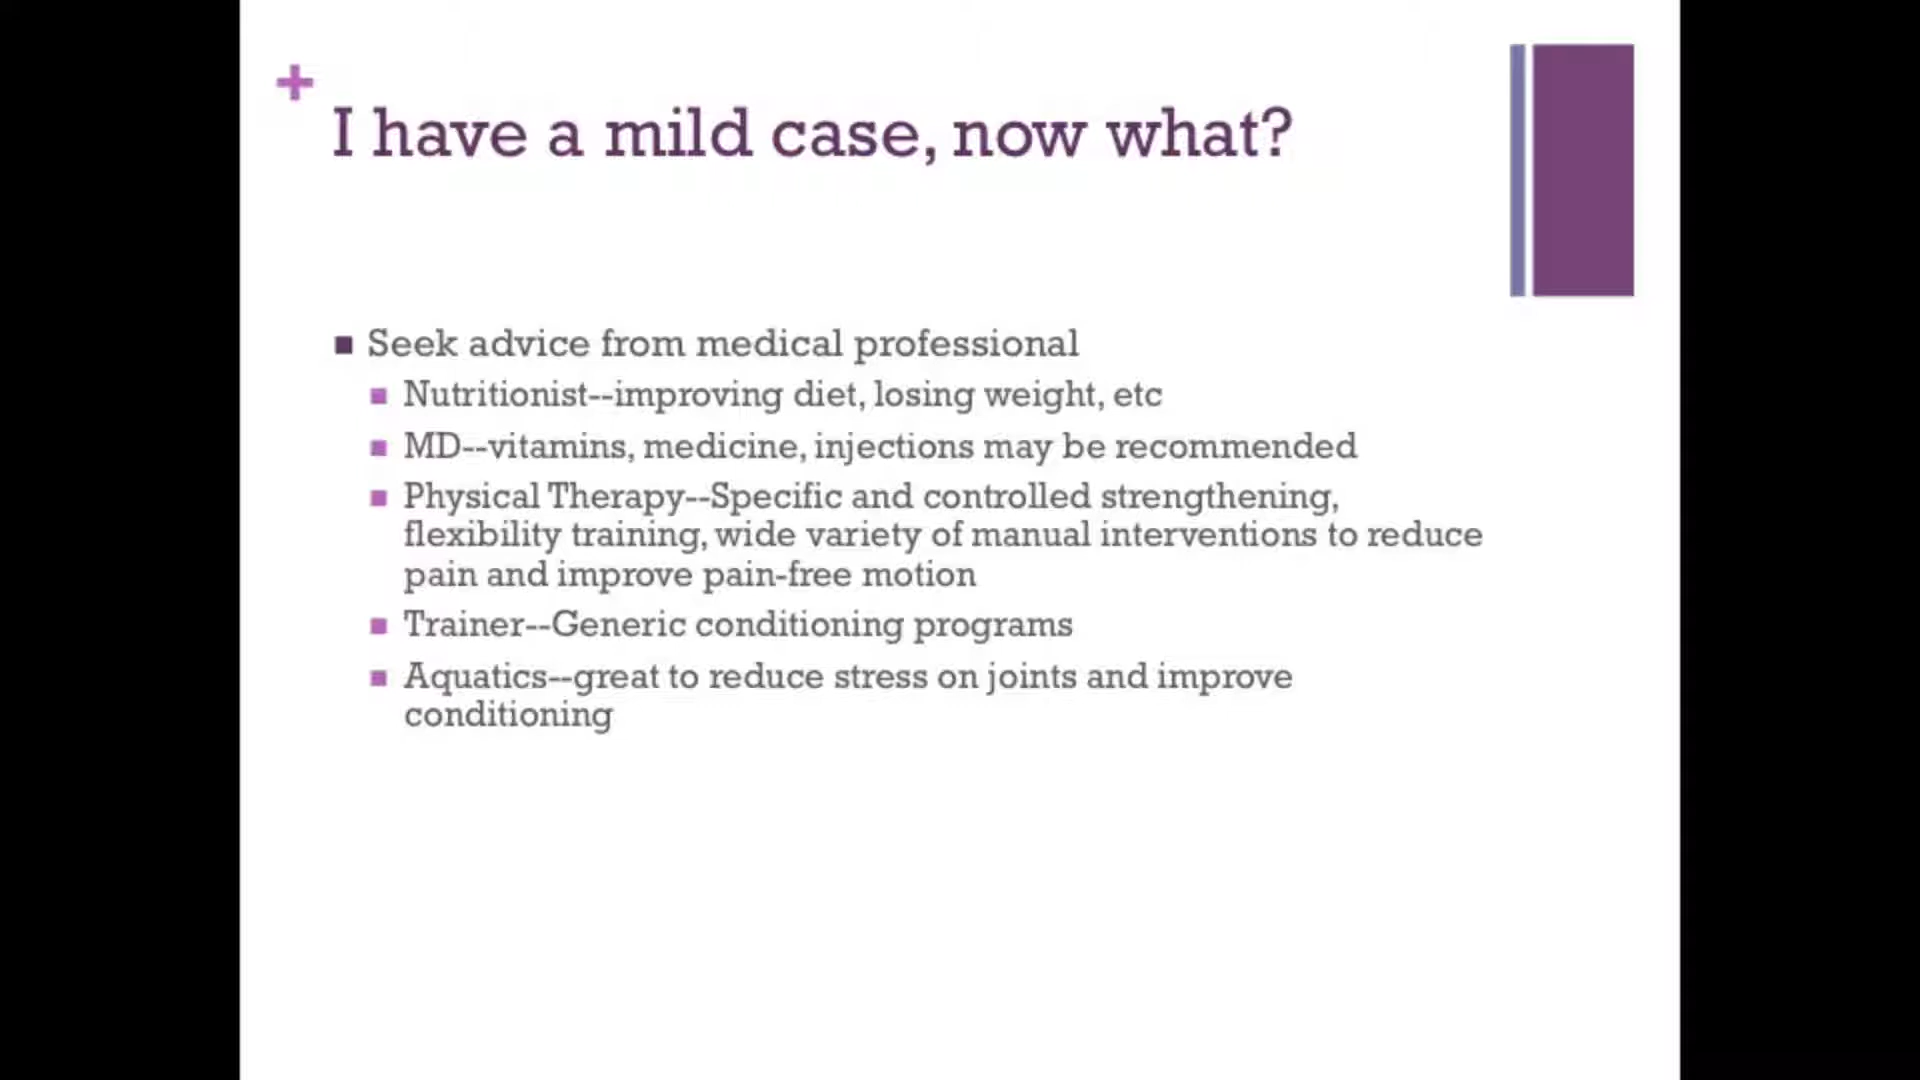 I have a mild case, now what?
Seek advice from medical professional
Nutritionist--improving diet, losing weight, etc
MD--vitamins, medicine, injections may be recommended
Physical Therapy--Specific and controlled strengthening,
flexibility training, wide variety of manual interventions to reduce
pain and improve pain-free motion
Trainer--Generic conditioning programs
Aquatics--great to reduce stress on joints and improve
conditioning